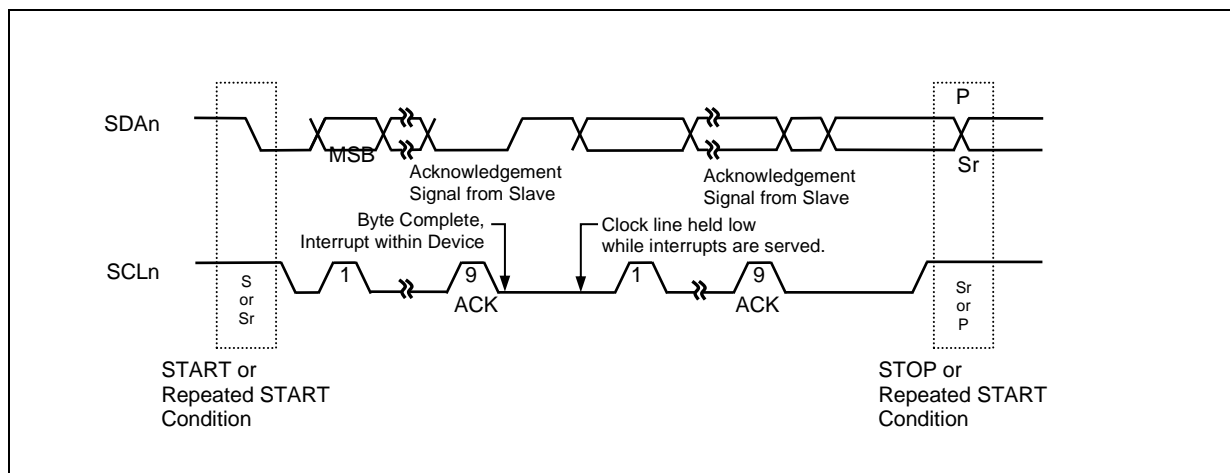 P
SDAn
MSB
Sr
Acknowledgement
Signal from Slave
Acknowledgement
Signal from Slave
Byte Complete,
Interrupt within Device
Clock line held low
while interrupts are served.
SCLn
S
or
Sr
1
9
ACK
1
9
ACK
Sr
or
P
START or
Repeated START
Condition
STOP or
Repeated START
Condition